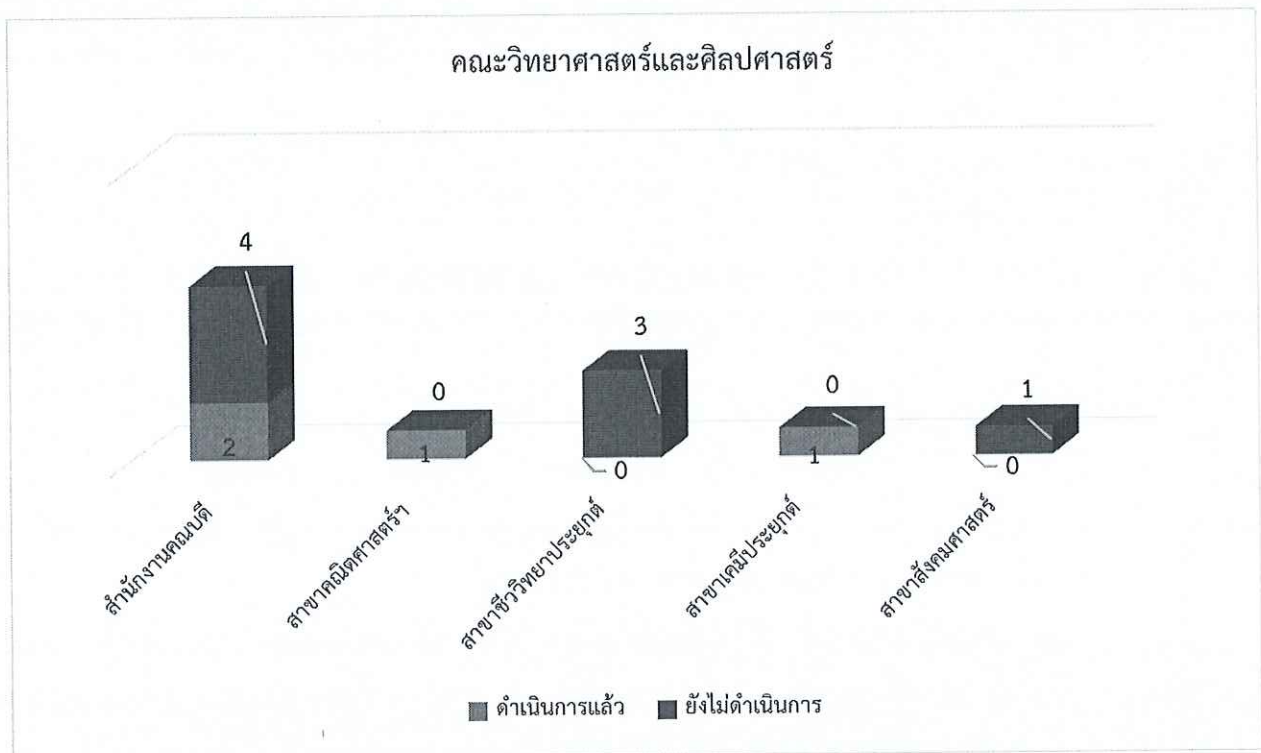 คณะวิทยาศาสตร์และศิลปศาสตร์
4
0
3
0
1
2
1
0
1
0
สำนักงานคณบดี
สาขาคณิตศาสตร์ฯ
สาขาชีววิทยาประยุกต์
สาขาเคมีประยุกต์
สาขาสังคมศาสตร์
ดำเนินการแล้ว ยังไม่ดำเนินการ